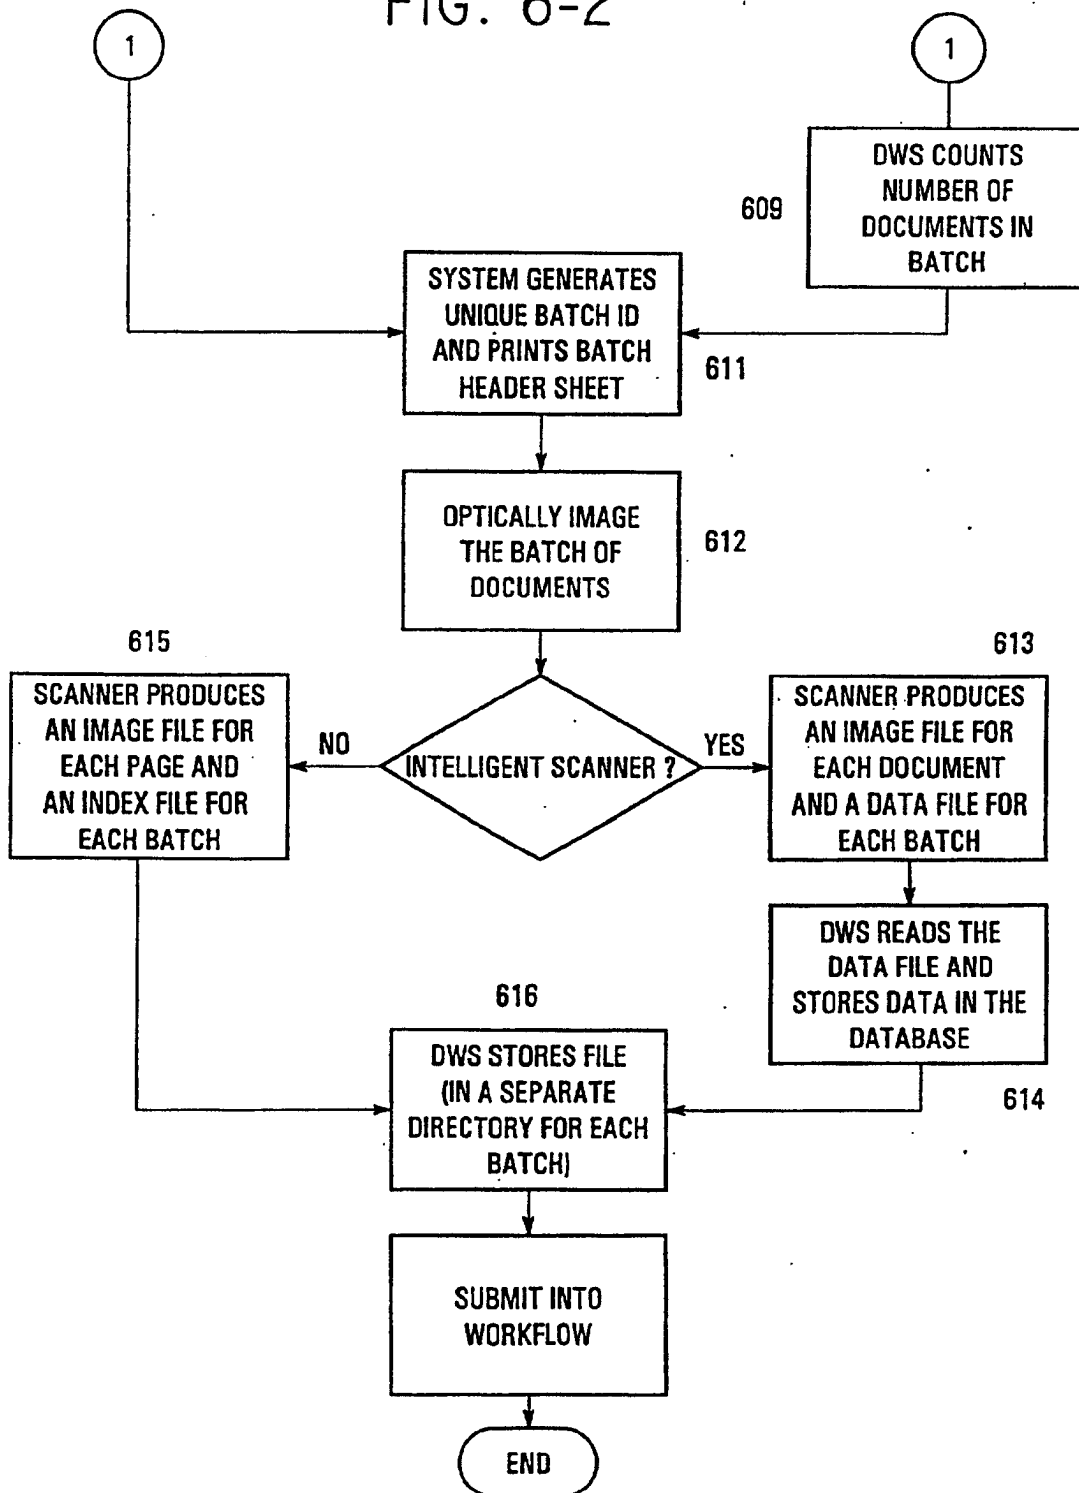 FIG. 6-2
1
1
DWS COUNTS
NUMBER OF
DOCUMENTS IN
BATCH
609
SYSTEM GENERATES
UNIQUE BATCH ID
AND PRINTS BATCH
HEADER SHEET
611
OPTICALLY IMAGE
THE BATCH OF
DOCUMENTS
612
615
SCANNER PRODUCES
AN IMAGE FILE FOR
EACH PAGE AND
AN INDEX FILE FOR
EACH BATCH
NO
INTELLIGENT SCANNER ?
YES
613
SCANNER PRODUCES
AN IMAGE FILE FOR
EACH DOCUMENT
AND A DATA FILE FOR
EACH BATCH
DWS READS THE
DATA FILE AND
STORES DATA IN THE
DATABASE
614
616
DWS STORES FILE
(IN A SEPARATE
DIRECTORY FOR EACH
BATCH)
SUBMIT INTO
WORKFLOW
END